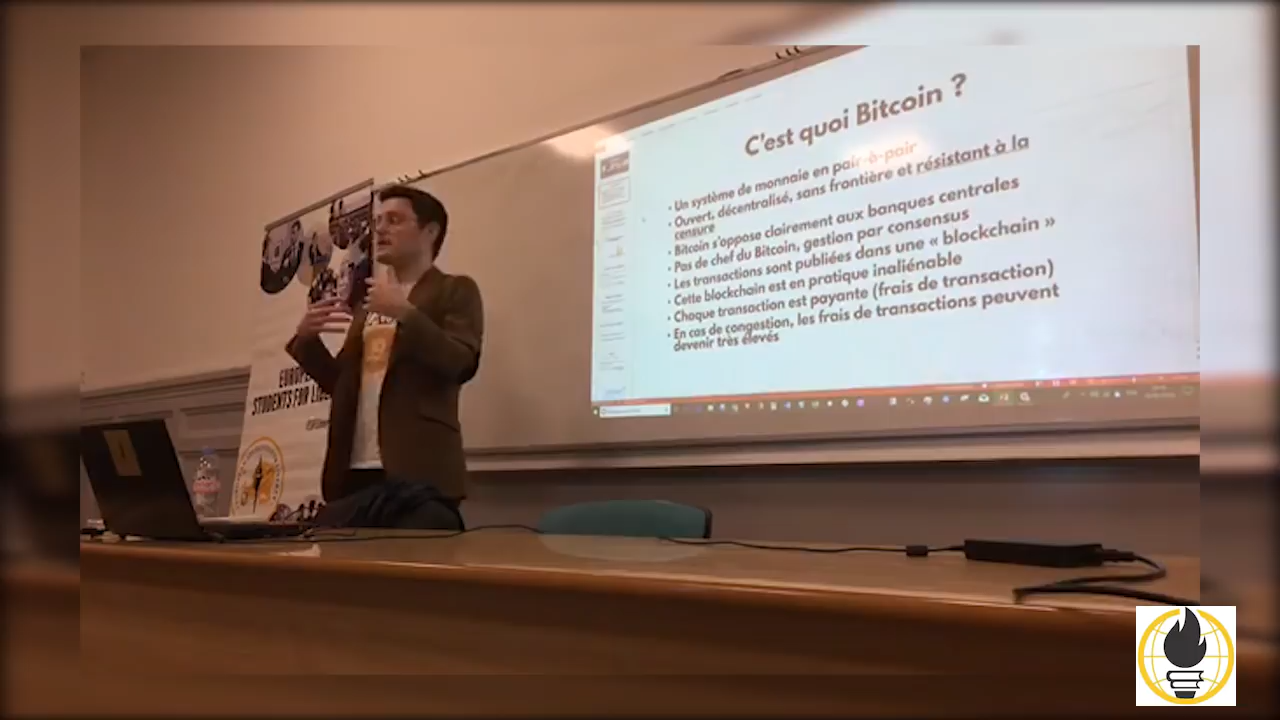 C'est quoi Bitcoin ?
• Un système de monnaie en pair-à-pair
• Ouvert, décentralisé, sans frontière et résistant à la
censure
• Bitcoin s'oppose clairement aux banques centrales
• Pas de chef du Bitcoin, gestion par consensus
• Les transactions sont publiées dans une « blockchain »
• Cette blockchain est en pratique inaliénable
• Chaque transaction est payante (frais de transaction)
• En cas de congestion, les frais de transactions peuvent
devenir très élevés
STUDENTS FOR